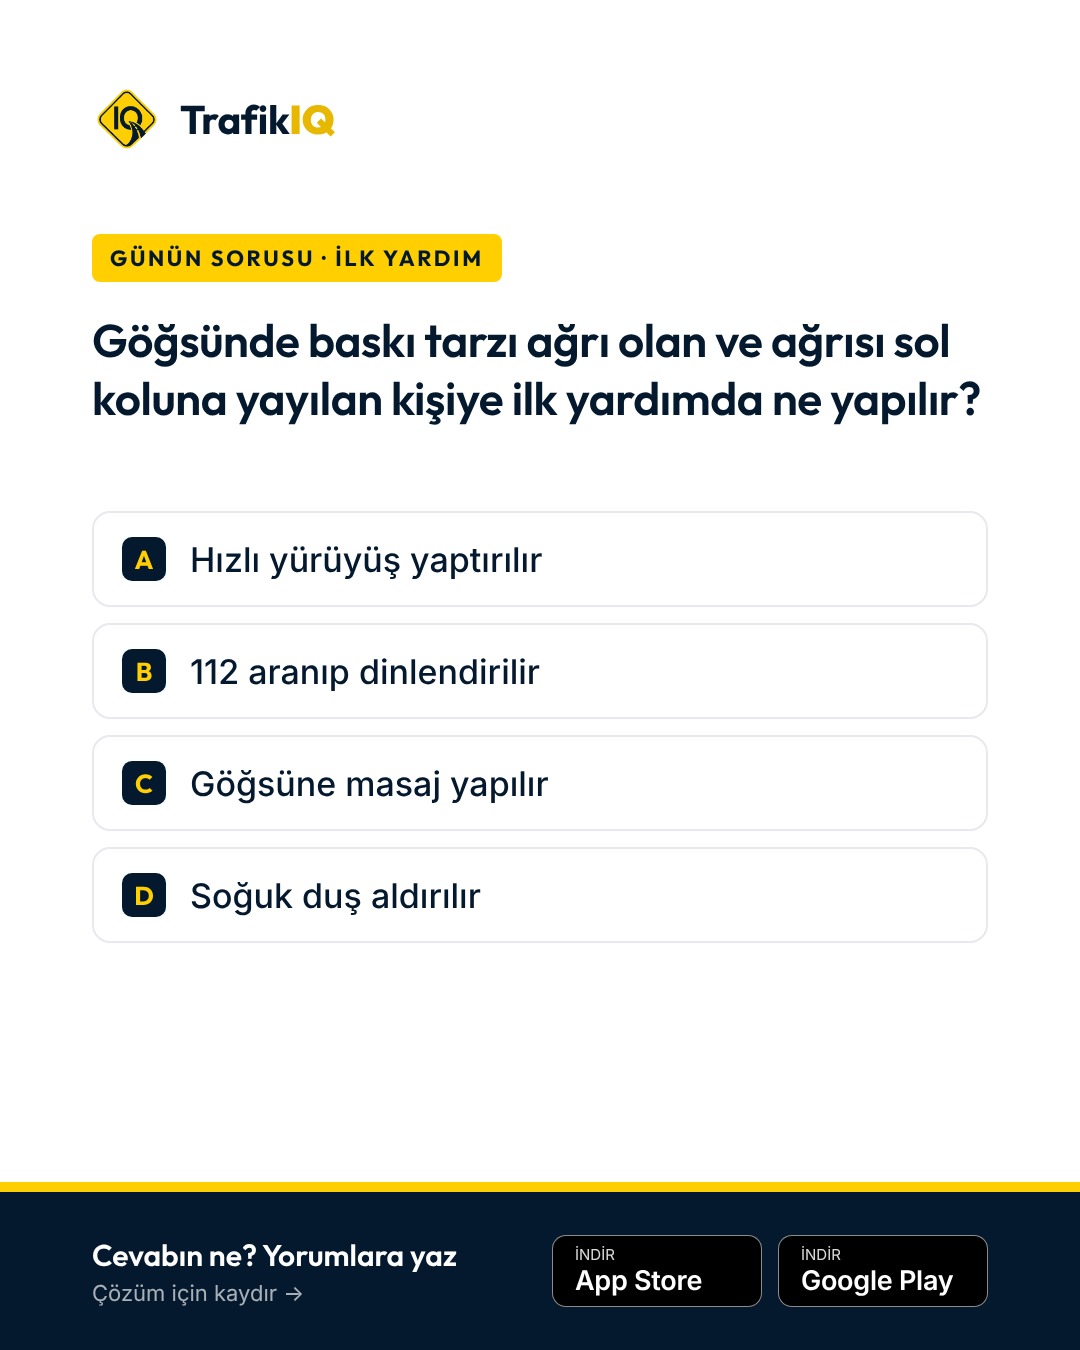 IQ
TrafikIQ
GÜNÜN SORUSU · İLK YARDIM
Göğsünde baskı tarzı ağrı olan ve ağrısı sol
koluna yayılan kişiye ilk yardımda ne yapılır?
A Hızlı yürüyüş yaptırılır
B 112 aranıp dinlendirilir
C Göğsüne masaj yapılır
D Soğuk duş aldırılır
Cevabın ne? Yorumlara yaz
Çözüm için kaydır →
İNDİR
App Store
İNDİR
Google Play